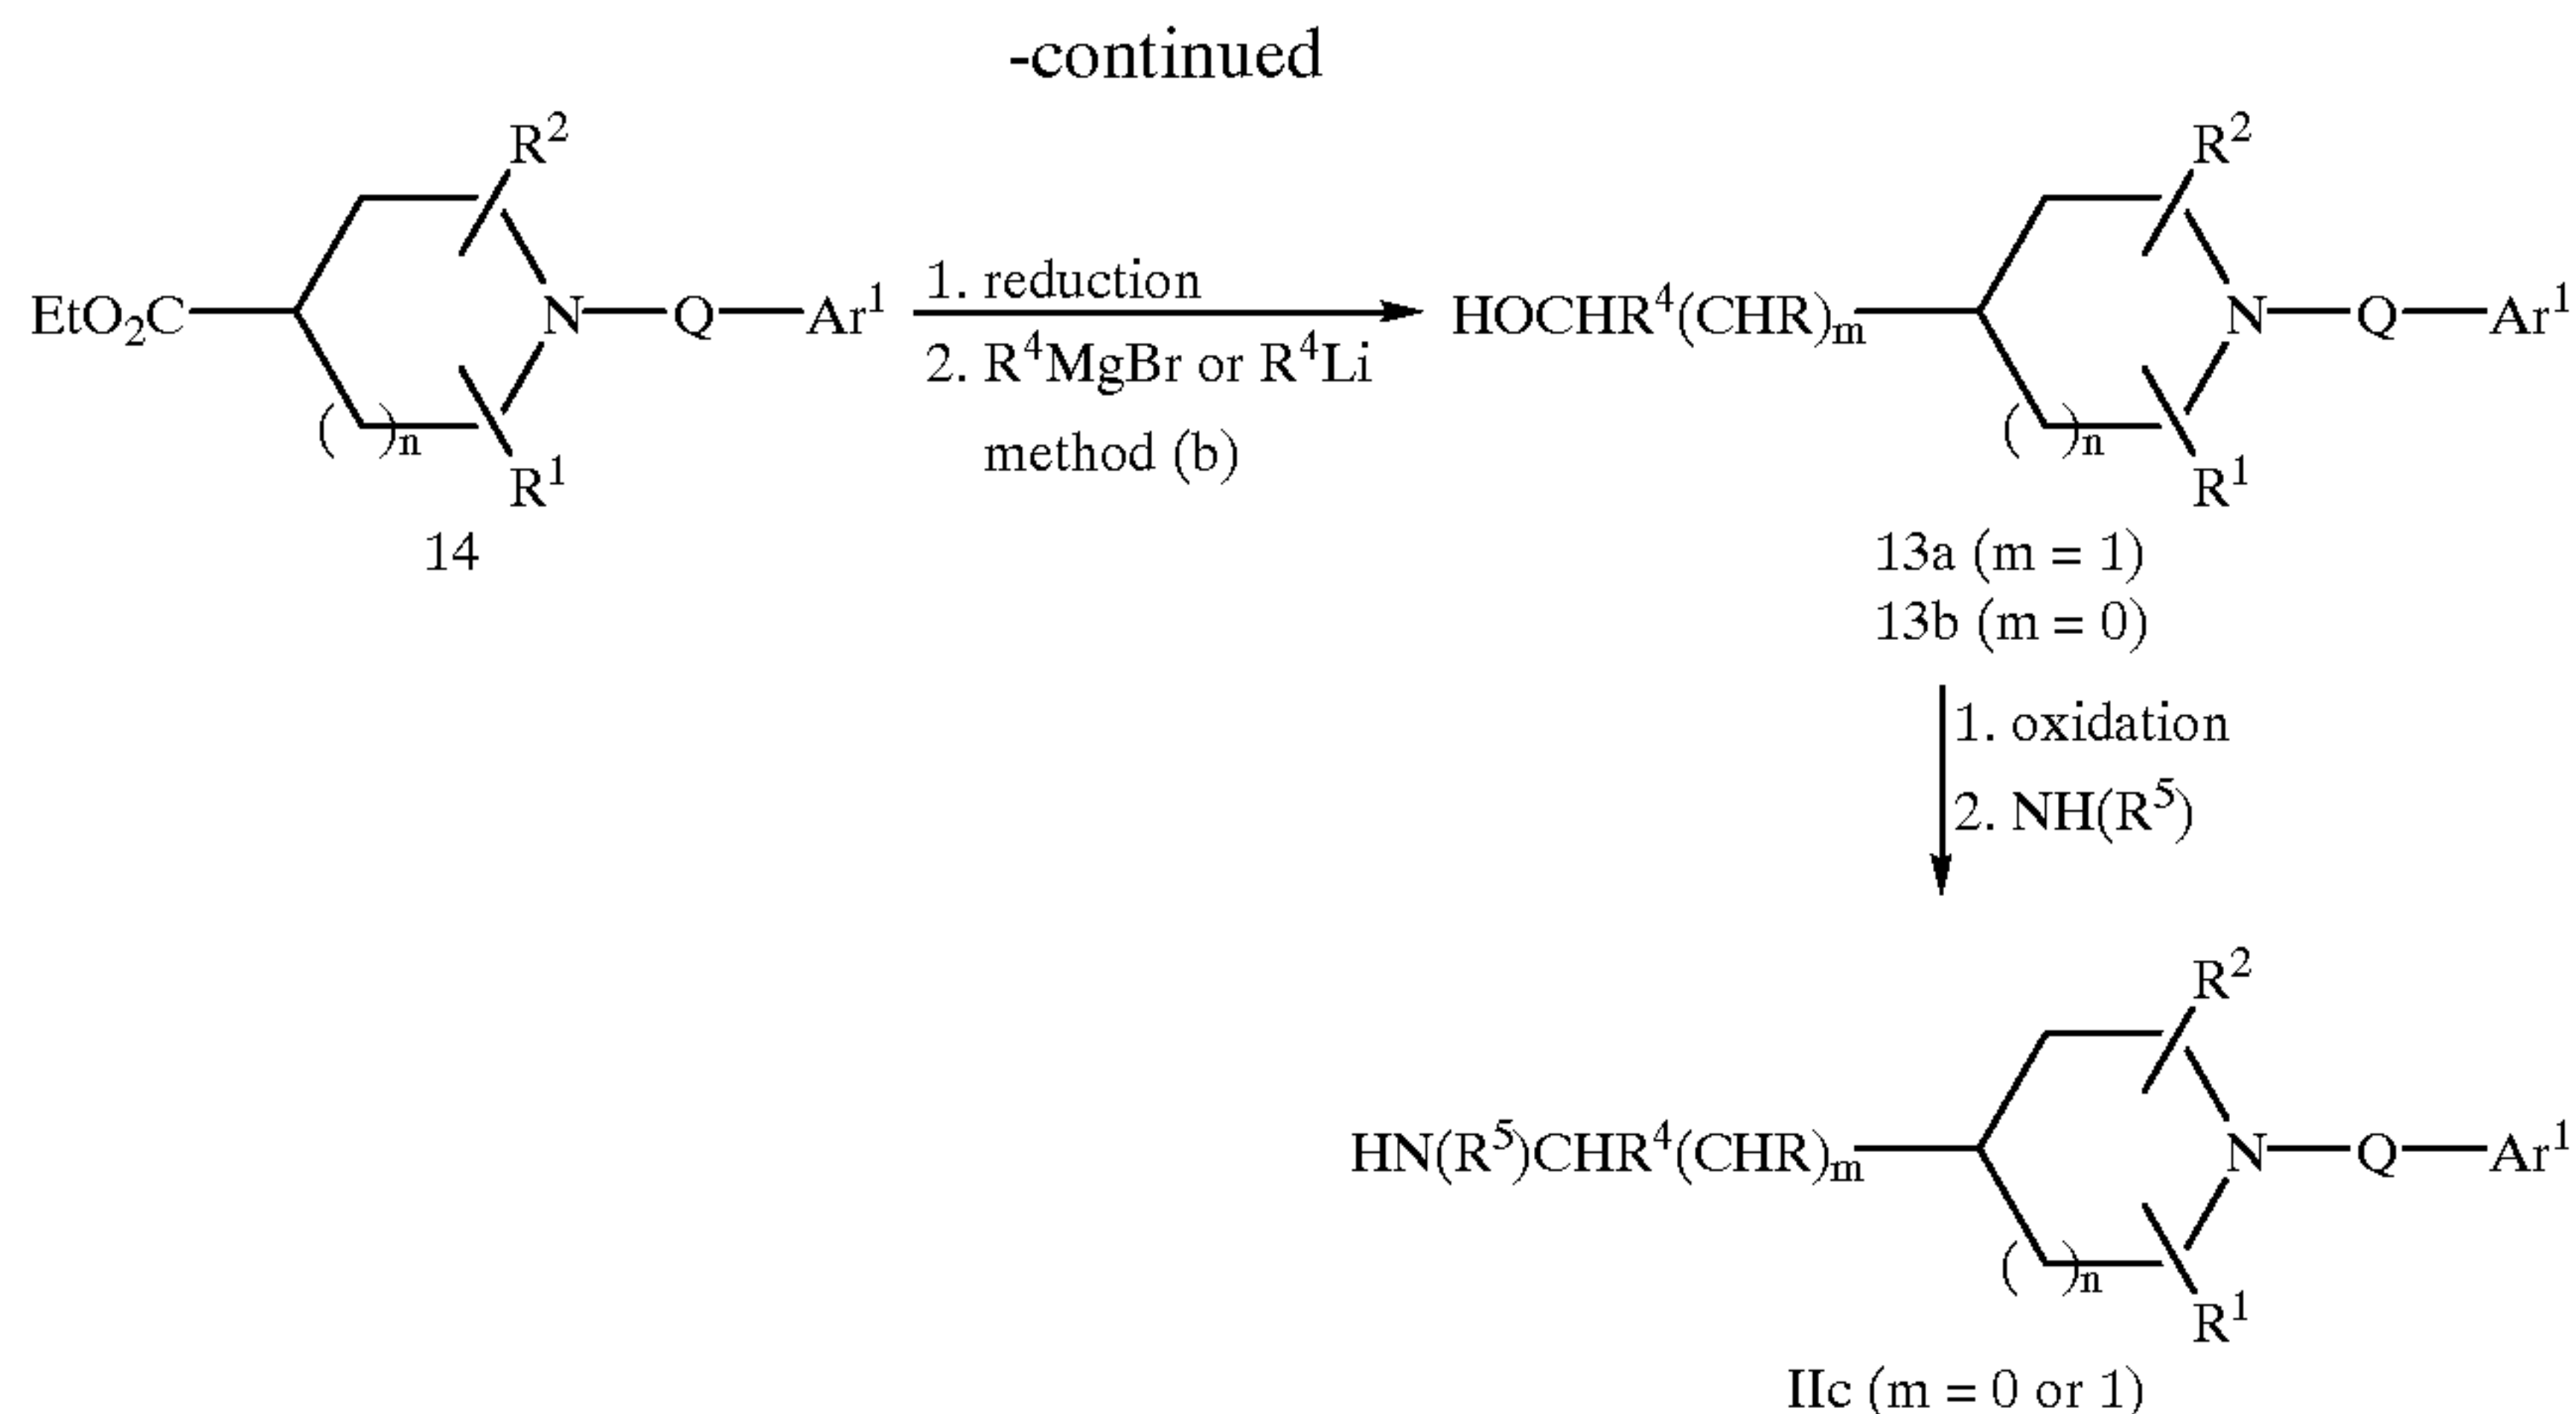 -continued
R²
EtO₂C N Q Ar¹
( )n
R¹
14
1. reduction
2. R⁴MgBr or R⁴Li
method (b)
R²
HOCHR⁴(CHR)m N Q Ar¹
( )n
R¹
13a (m = 1)
13b (m = 0)
1. oxidation
2. NH(R⁵)
R²
HN(R⁵)CHR⁴(CHR)m N Q Ar¹
( )n
R¹
IIc (m = 0 or 1)